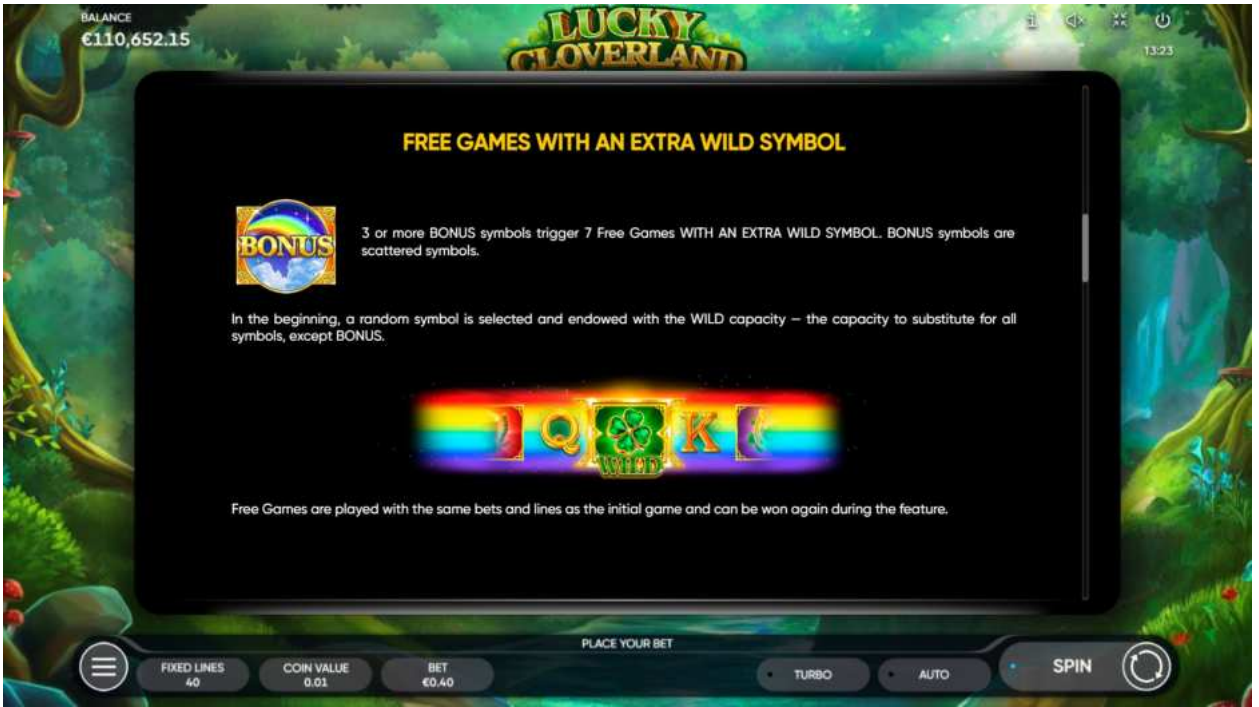 BALANCE
€110,652.15
LUCKY
CLOVERLAND
13:23
FREE GAMES WITH AN EXTRA WILD SYMBOL
BONUS
3 or more BONUS symbols trigger 7 Free Games WITH AN EXTRA WILD SYMBOL. BONUS symbols are
scattered symbols.
In the beginning, a random symbol is selected and endowed with the WILD capacity – the capacity to substitute for all
symbols, except BONUS.
Q K
WILD
Free Games are played with the same bets and lines as the initial game and can be won again during the feature.
PLACE YOUR BET
FIXED LINES
40
COIN VALUE
0.01
BET
€0.40
TURBO
AUTO
SPIN